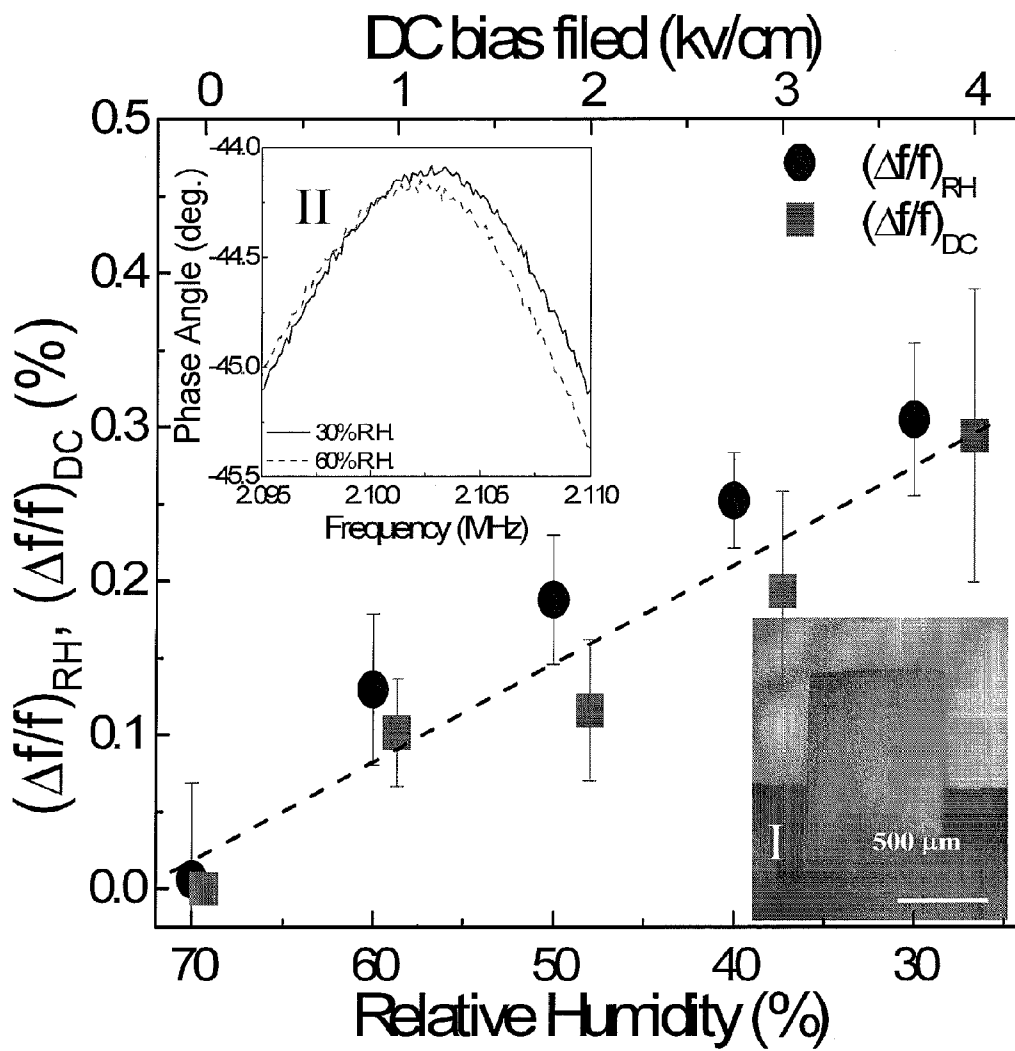 DC bias filed (kv/cm)
0 1 2 3 4
0.5
0.4
0.3
0.2
0.1
0.0
(Δf/f)RH, (Δf/f)DC (%)
(Δf/f)RH
(Δf/f)DC
II
-44.0
-44.5
-45.0
-45.5
Phase Angle (deg.)
30%R.H.
60%R.H.
2.095 2.100 2.105 2.110
Frequency (MHz)
I
500 μm
70 60 50 40 30
Relative Humidity (%)